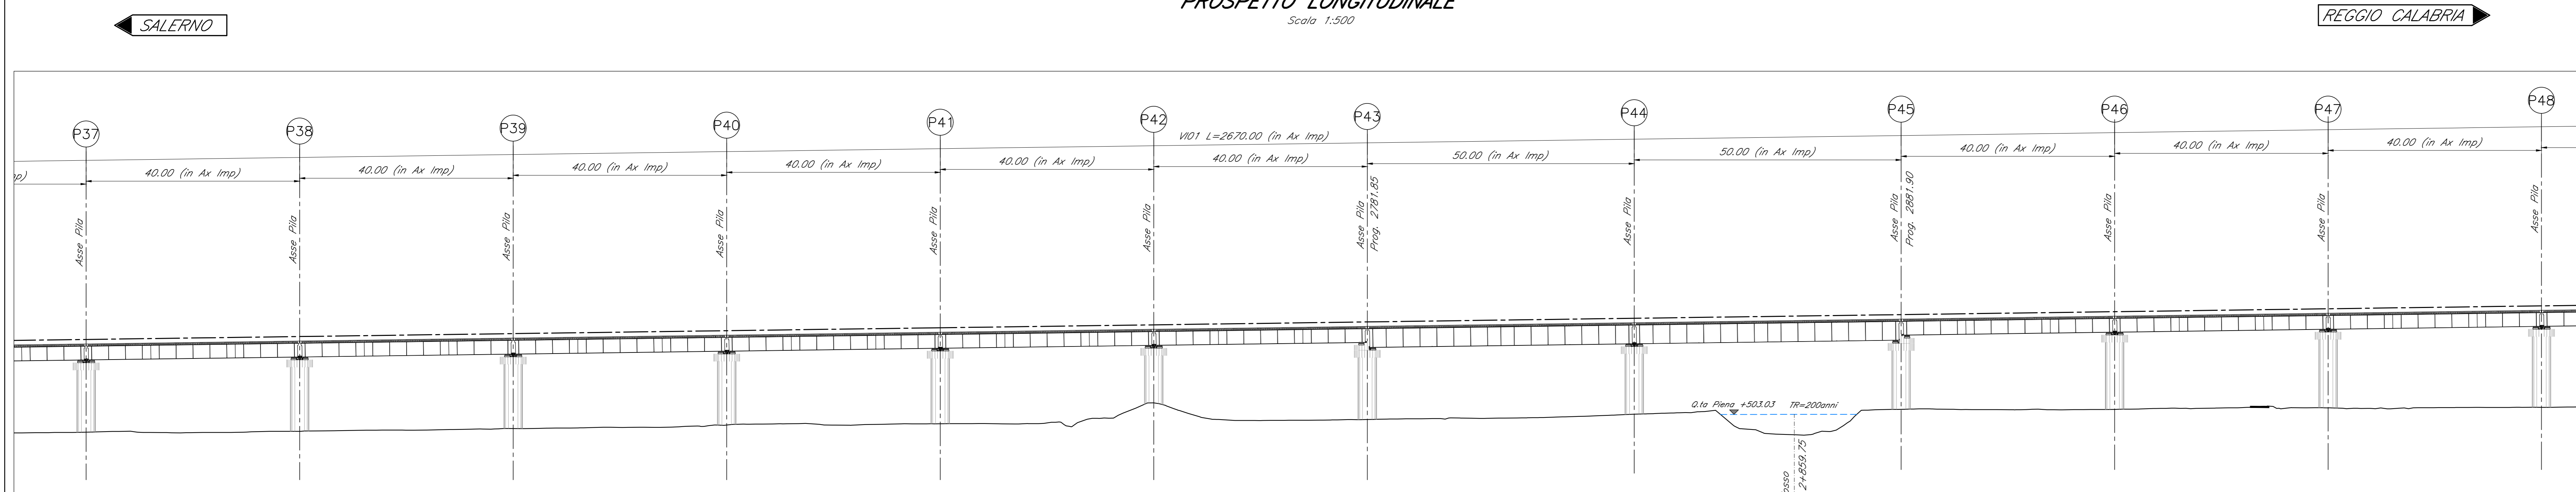 PROSPETTO LONGITUDINALE
Scala 1:500
SALERNO
REGGIO CALABRIA
P37
P38
P39
P40
P41
P42
P43
P44
P45
P46
P47
P48
VI01 L=2670.00 (in Ax Imp)
40.00 (in Ax Imp)
40.00 (in Ax Imp)
40.00 (in Ax Imp)
40.00 (in Ax Imp)
40.00 (in Ax Imp)
40.00 (in Ax Imp)
50.00 (in Ax Imp)
50.00 (in Ax Imp)
40.00 (in Ax Imp)
40.00 (in Ax Imp)
40.00 (in Ax Imp)
Asse Pila
Asse Pila
Asse Pila
Asse Pila
Asse Pila
Asse Pila
Asse Pila
Prog. 2781.85
Asse Pila
Asse Pila
Prog. 2881.90
Asse Pila
Asse Pila
Asse Pila
Q.ta Piena +503.03 TR=200anni
2+859.75